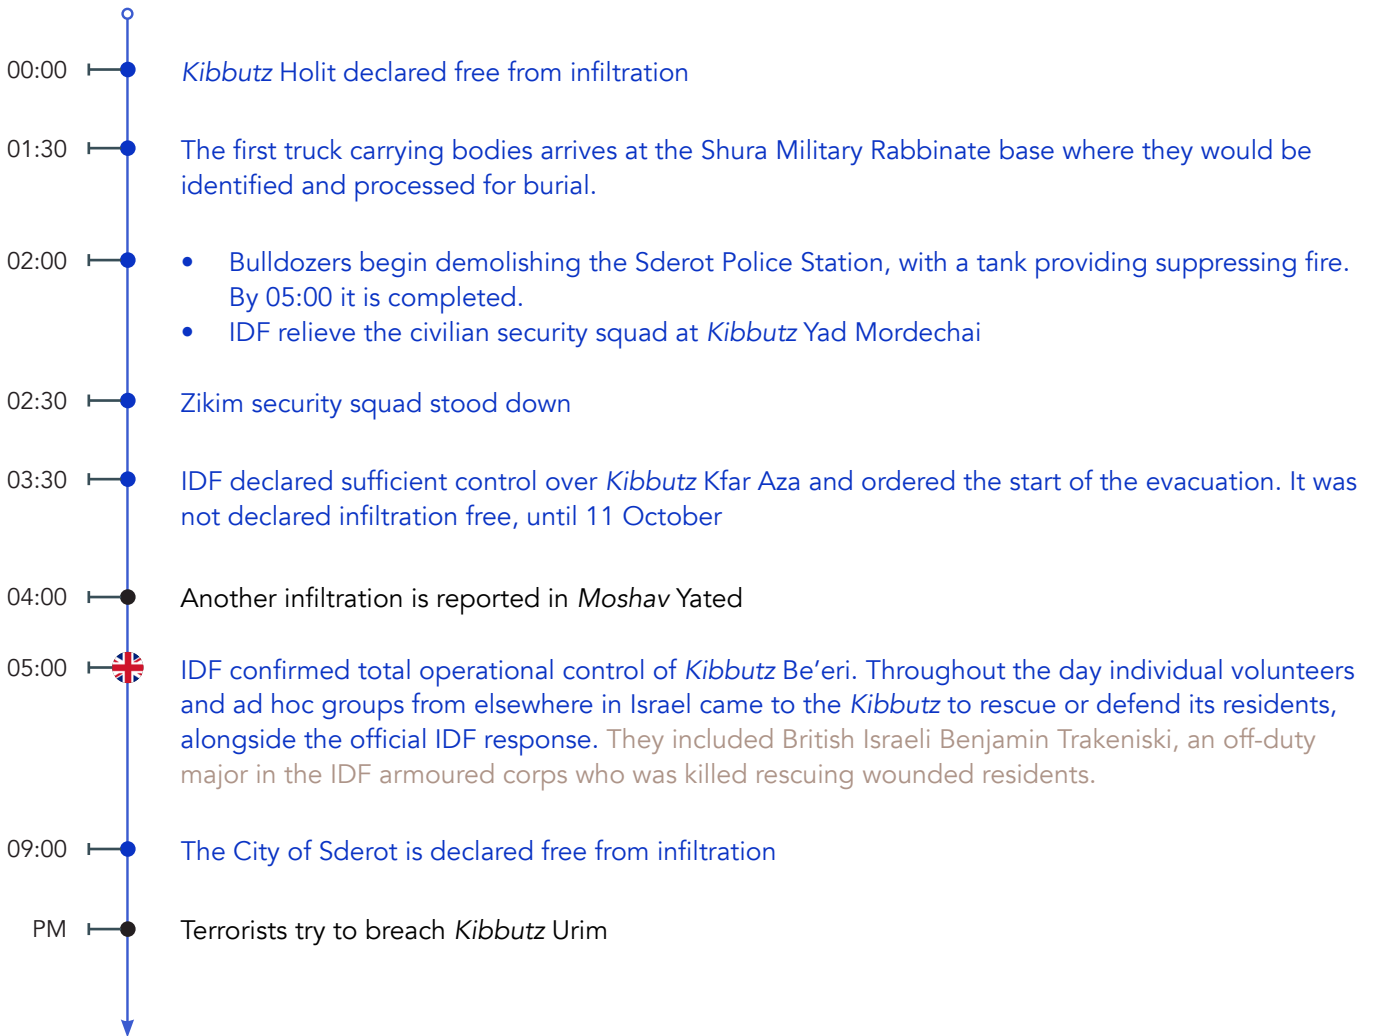 00:00 Kibbutz Holit declared free from infiltration
01:30 The first truck carrying bodies arrives at the Shura Military Rabbinate base where they would be
identified and processed for burial.
02:00 • Bulldozers begin demolishing the Sderot Police Station, with a tank providing suppressing fire.
By 05:00 it is completed.
• IDF relieve the civilian security squad at Kibbutz Yad Mordechai
02:30 Zikim security squad stood down
03:30 IDF declared sufficient control over Kibbutz Kfar Aza and ordered the start of the evacuation. It was
not declared infiltration free, until 11 October
04:00 Another infiltration is reported in Moshav Yated
05:00 IDF confirmed total operational control of Kibbutz Be’eri. Throughout the day individual volunteers
and ad hoc groups from elsewhere in Israel came to the Kibbutz to rescue or defend its residents,
alongside the official IDF response. They included British Israeli Benjamin Trakeniski, an off-duty
major in the IDF armoured corps who was killed rescuing wounded residents.
09:00 The City of Sderot is declared free from infiltration
PM Terrorists try to breach Kibbutz Urim